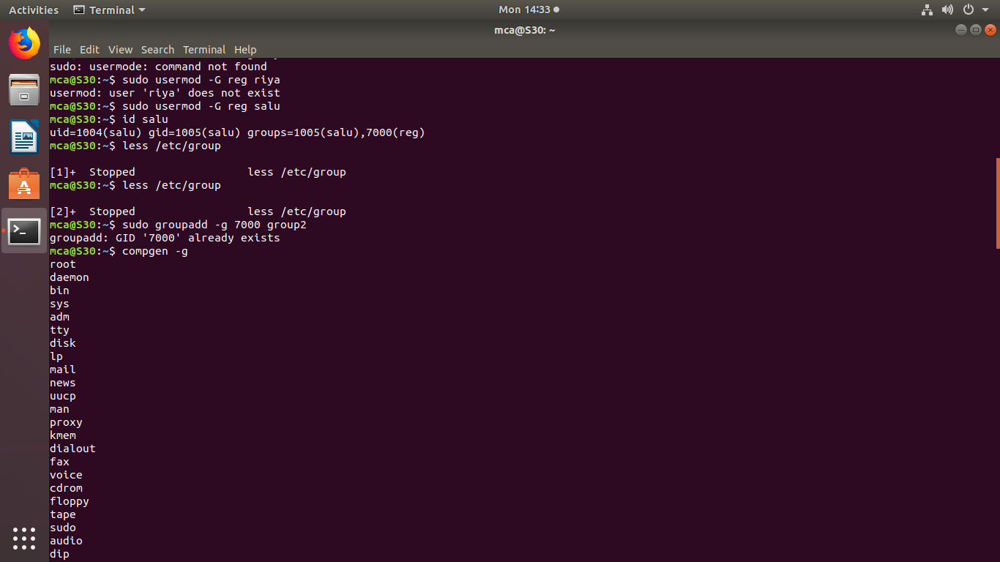 Activities Terminal Mon 14:33
mca@S30: ~
File Edit View Search Terminal Help
sudo: usermode: command not found
mca@S30:~$ sudo usermod -G reg riya
usermod: user 'riya' does not exist
mca@S30:~$ sudo usermod -G reg salu
mca@S30:~$ id salu
uid=1004(salu) gid=1005(salu) groups=1005(salu),7000(reg)
mca@S30:~$ less /etc/group
[1]+  Stopped                 less /etc/group
mca@S30:~$ less /etc/group
[2]+  Stopped                 less /etc/group
mca@S30:~$ sudo groupadd -g 7000 group2
groupadd: GID '7000' already exists
mca@S30:~$ compgen -g
root
daemon
bin
sys
adm
tty
disk
lp
mail
news
uucp
man
proxy
kmem
dialout
fax
voice
cdrom
floppy
tape
sudo
audio
dip